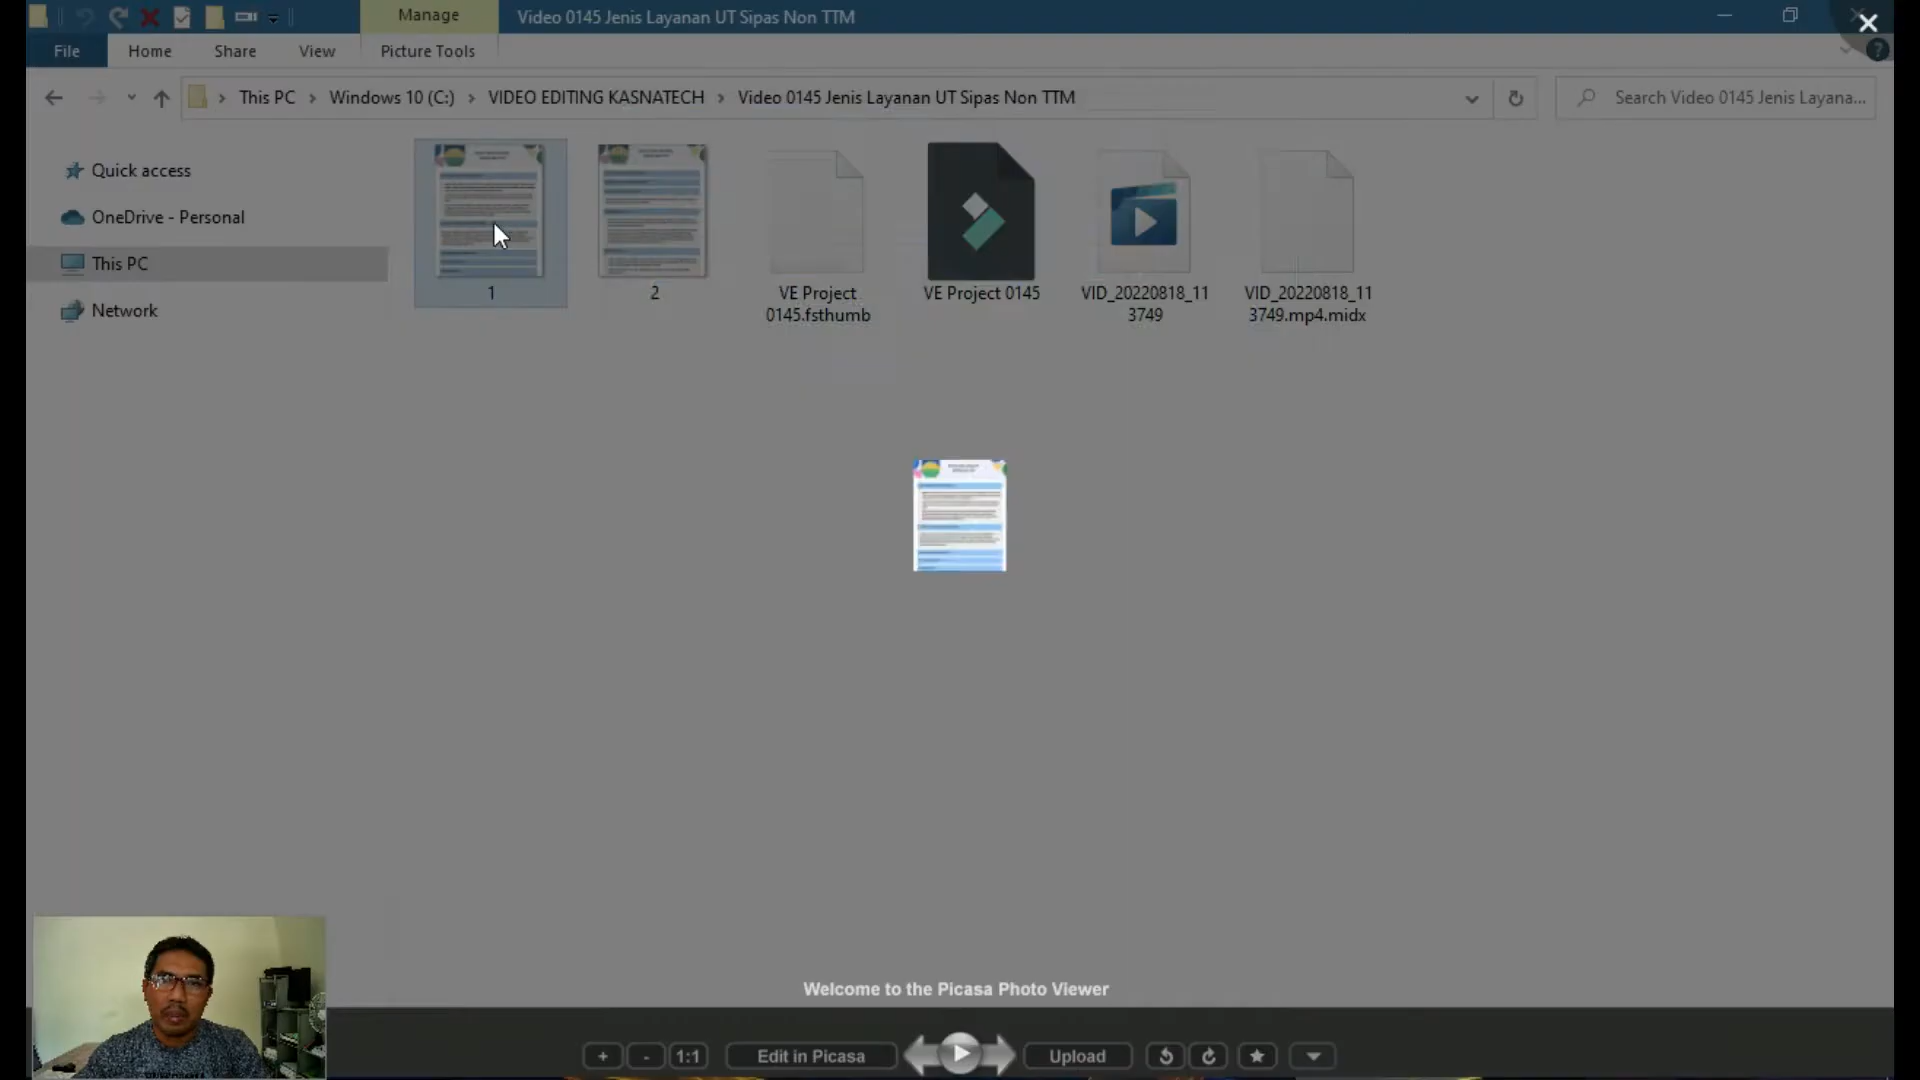 Manage
Video 0145 Jenis Layanan UT Sipas Non TTM
File
Home
Share
View
Picture Tools
This PC
Windows 10 (C:)
VIDEO EDITING KASNATECH
Video 0145 Jenis Layanan UT Sipas Non TTM
Search Video 0145 Jenis Layana...
Quick access
OneDrive - Personal
This PC
Network
1
2
VE Project
0145.fsthumb
VE Project 0145
VID_20220818_11
3749
VID_20220818_11
3749.mp4.midx
Welcome to the Picasa Photo Viewer
+
-
1:1
Edit in Picasa
Upload